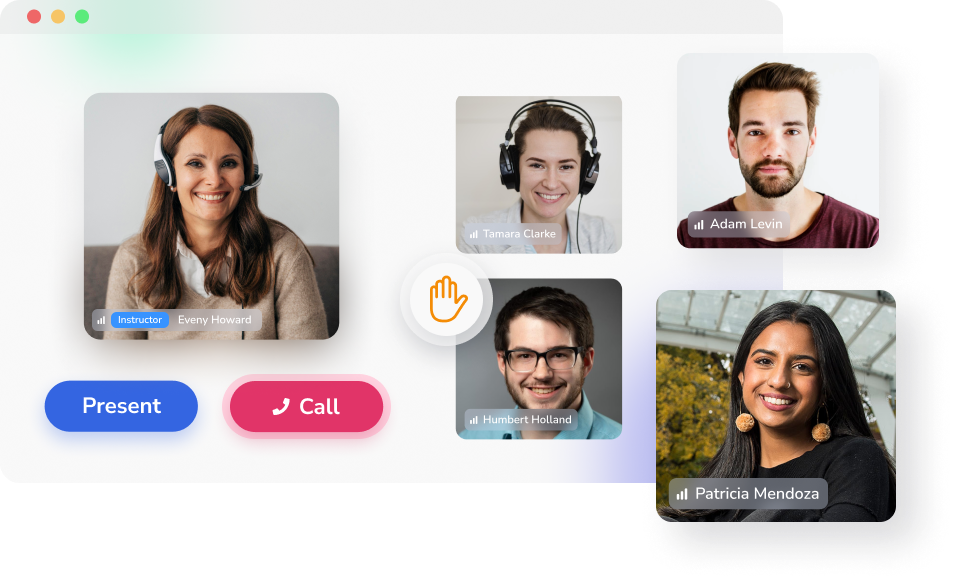 Tamara Clarke
Adam Levin
Instructor Eveny Howard
Present
Call
Humbert Holland
Patricia Mendoza